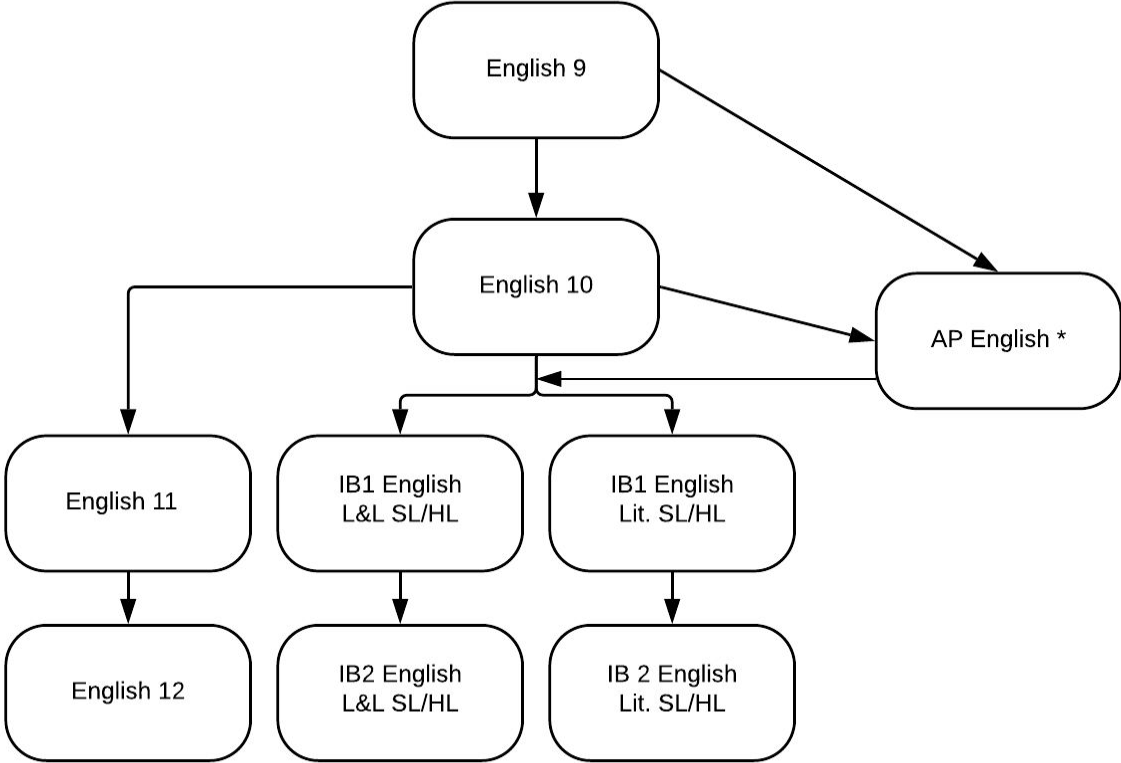 English 9
English 10
AP English *
English 11
IB1 English
L&L SL/HL
IB1 English
Lit. SL/HL
English 12
IB2 English
L&L SL/HL
IB 2 English
Lit. SL/HL